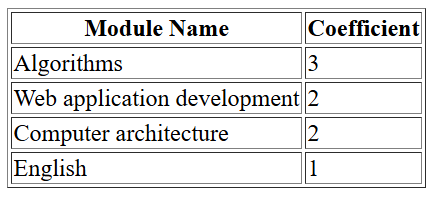 Module Name Coefficient
Algorithms 3
Web application development 2
Computer architecture 2
English 1